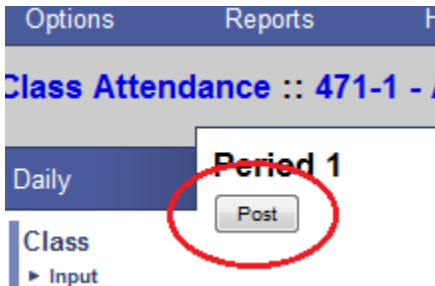 Options Reports H
Class Attendance :: 471-1 -
Daily
Period 1
Post
Class
► Input